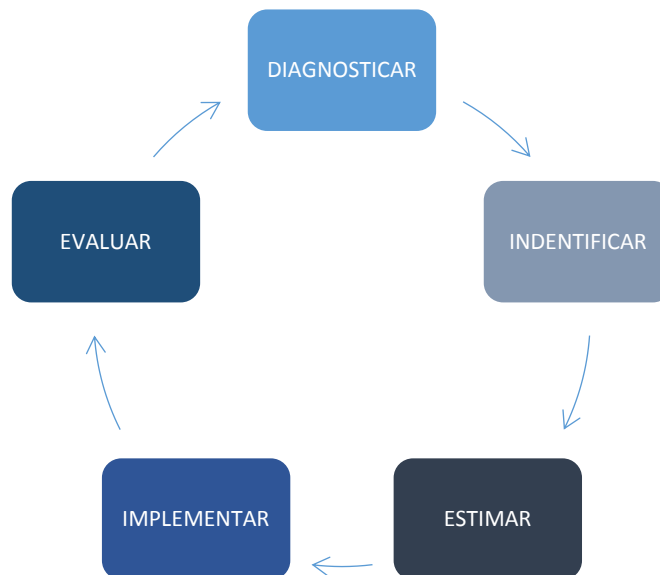 DIAGNOSTICAR
INDENTIFICAR
ESTIMAR
IMPLEMENTAR
EVALUAR